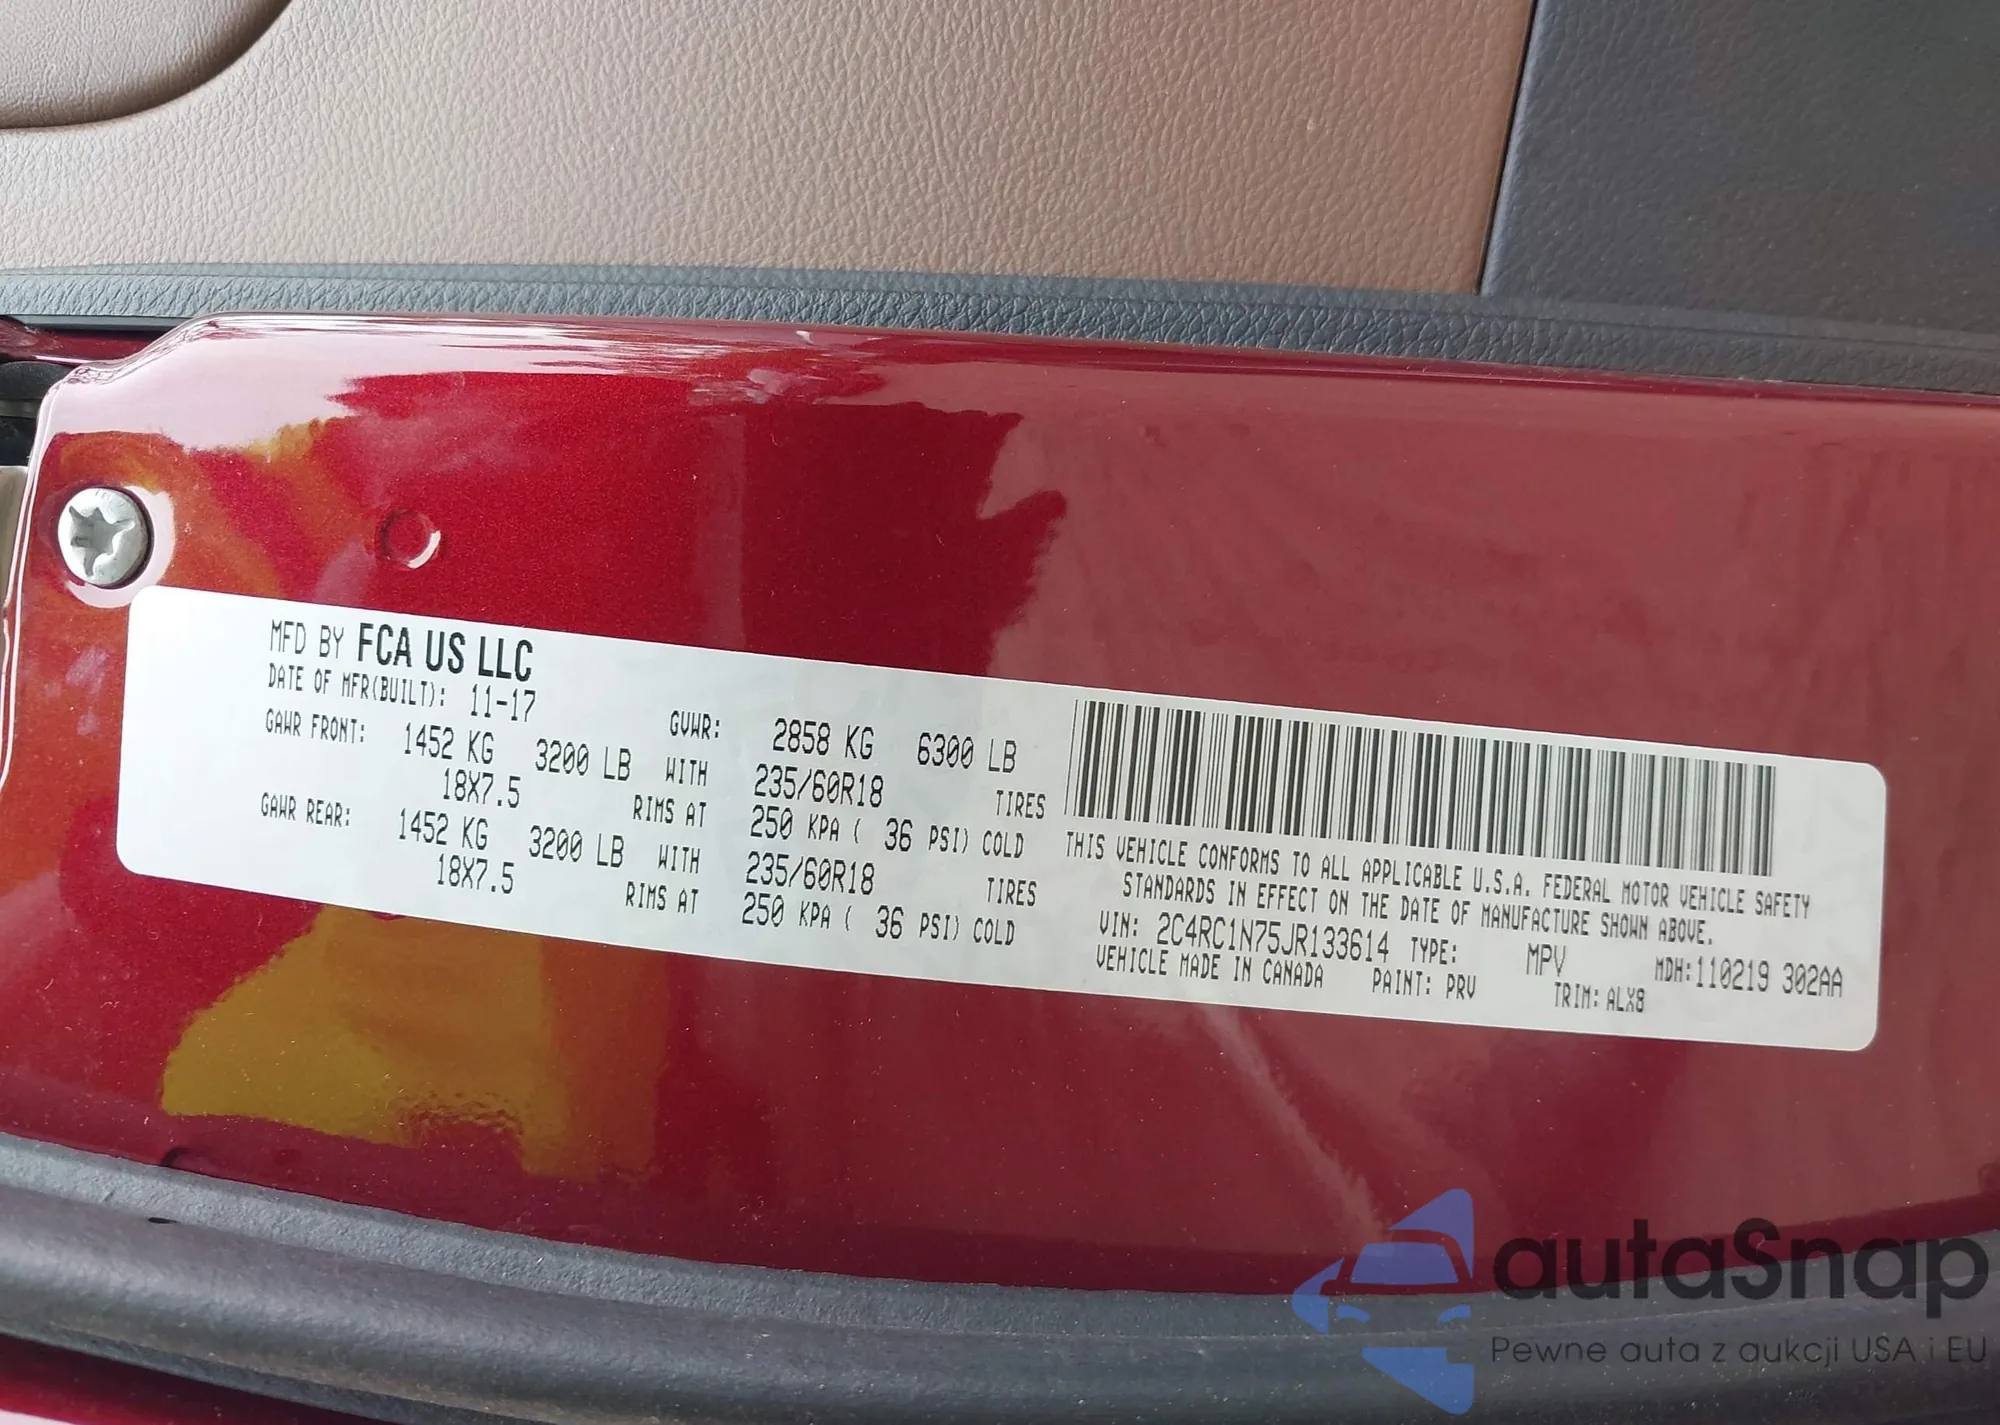 MFD BY FCA US LLC
DATE OF MFR(BUILT): 11-17
GVWR: 2858 KG 6300 LB
GAWR FRONT: 1452 KG 3200 LB WITH 235/60R18 TIRES
18X7.5 RIMS AT 250 KPA ( 36 PSI) COLD
GAWR REAR: 1452 KG 3200 LB WITH 235/60R18 TIRES
18X7.5 RIMS AT 250 KPA ( 36 PSI) COLD
THIS VEHICLE CONFORMS TO ALL APPLICABLE U.S.A. FEDERAL MOTOR VEHICLE SAFETY
STANDARDS IN EFFECT ON THE DATE OF MANUFACTURE SHOWN ABOVE.
VIN: 2C4RC1N75JR133614 TYPE: MPV MDH:110219 302AA
VEHICLE MADE IN CANADA PAINT: PRV TRIM: ALX8
autaSnap
Pewne auta z aukcji USA i EU